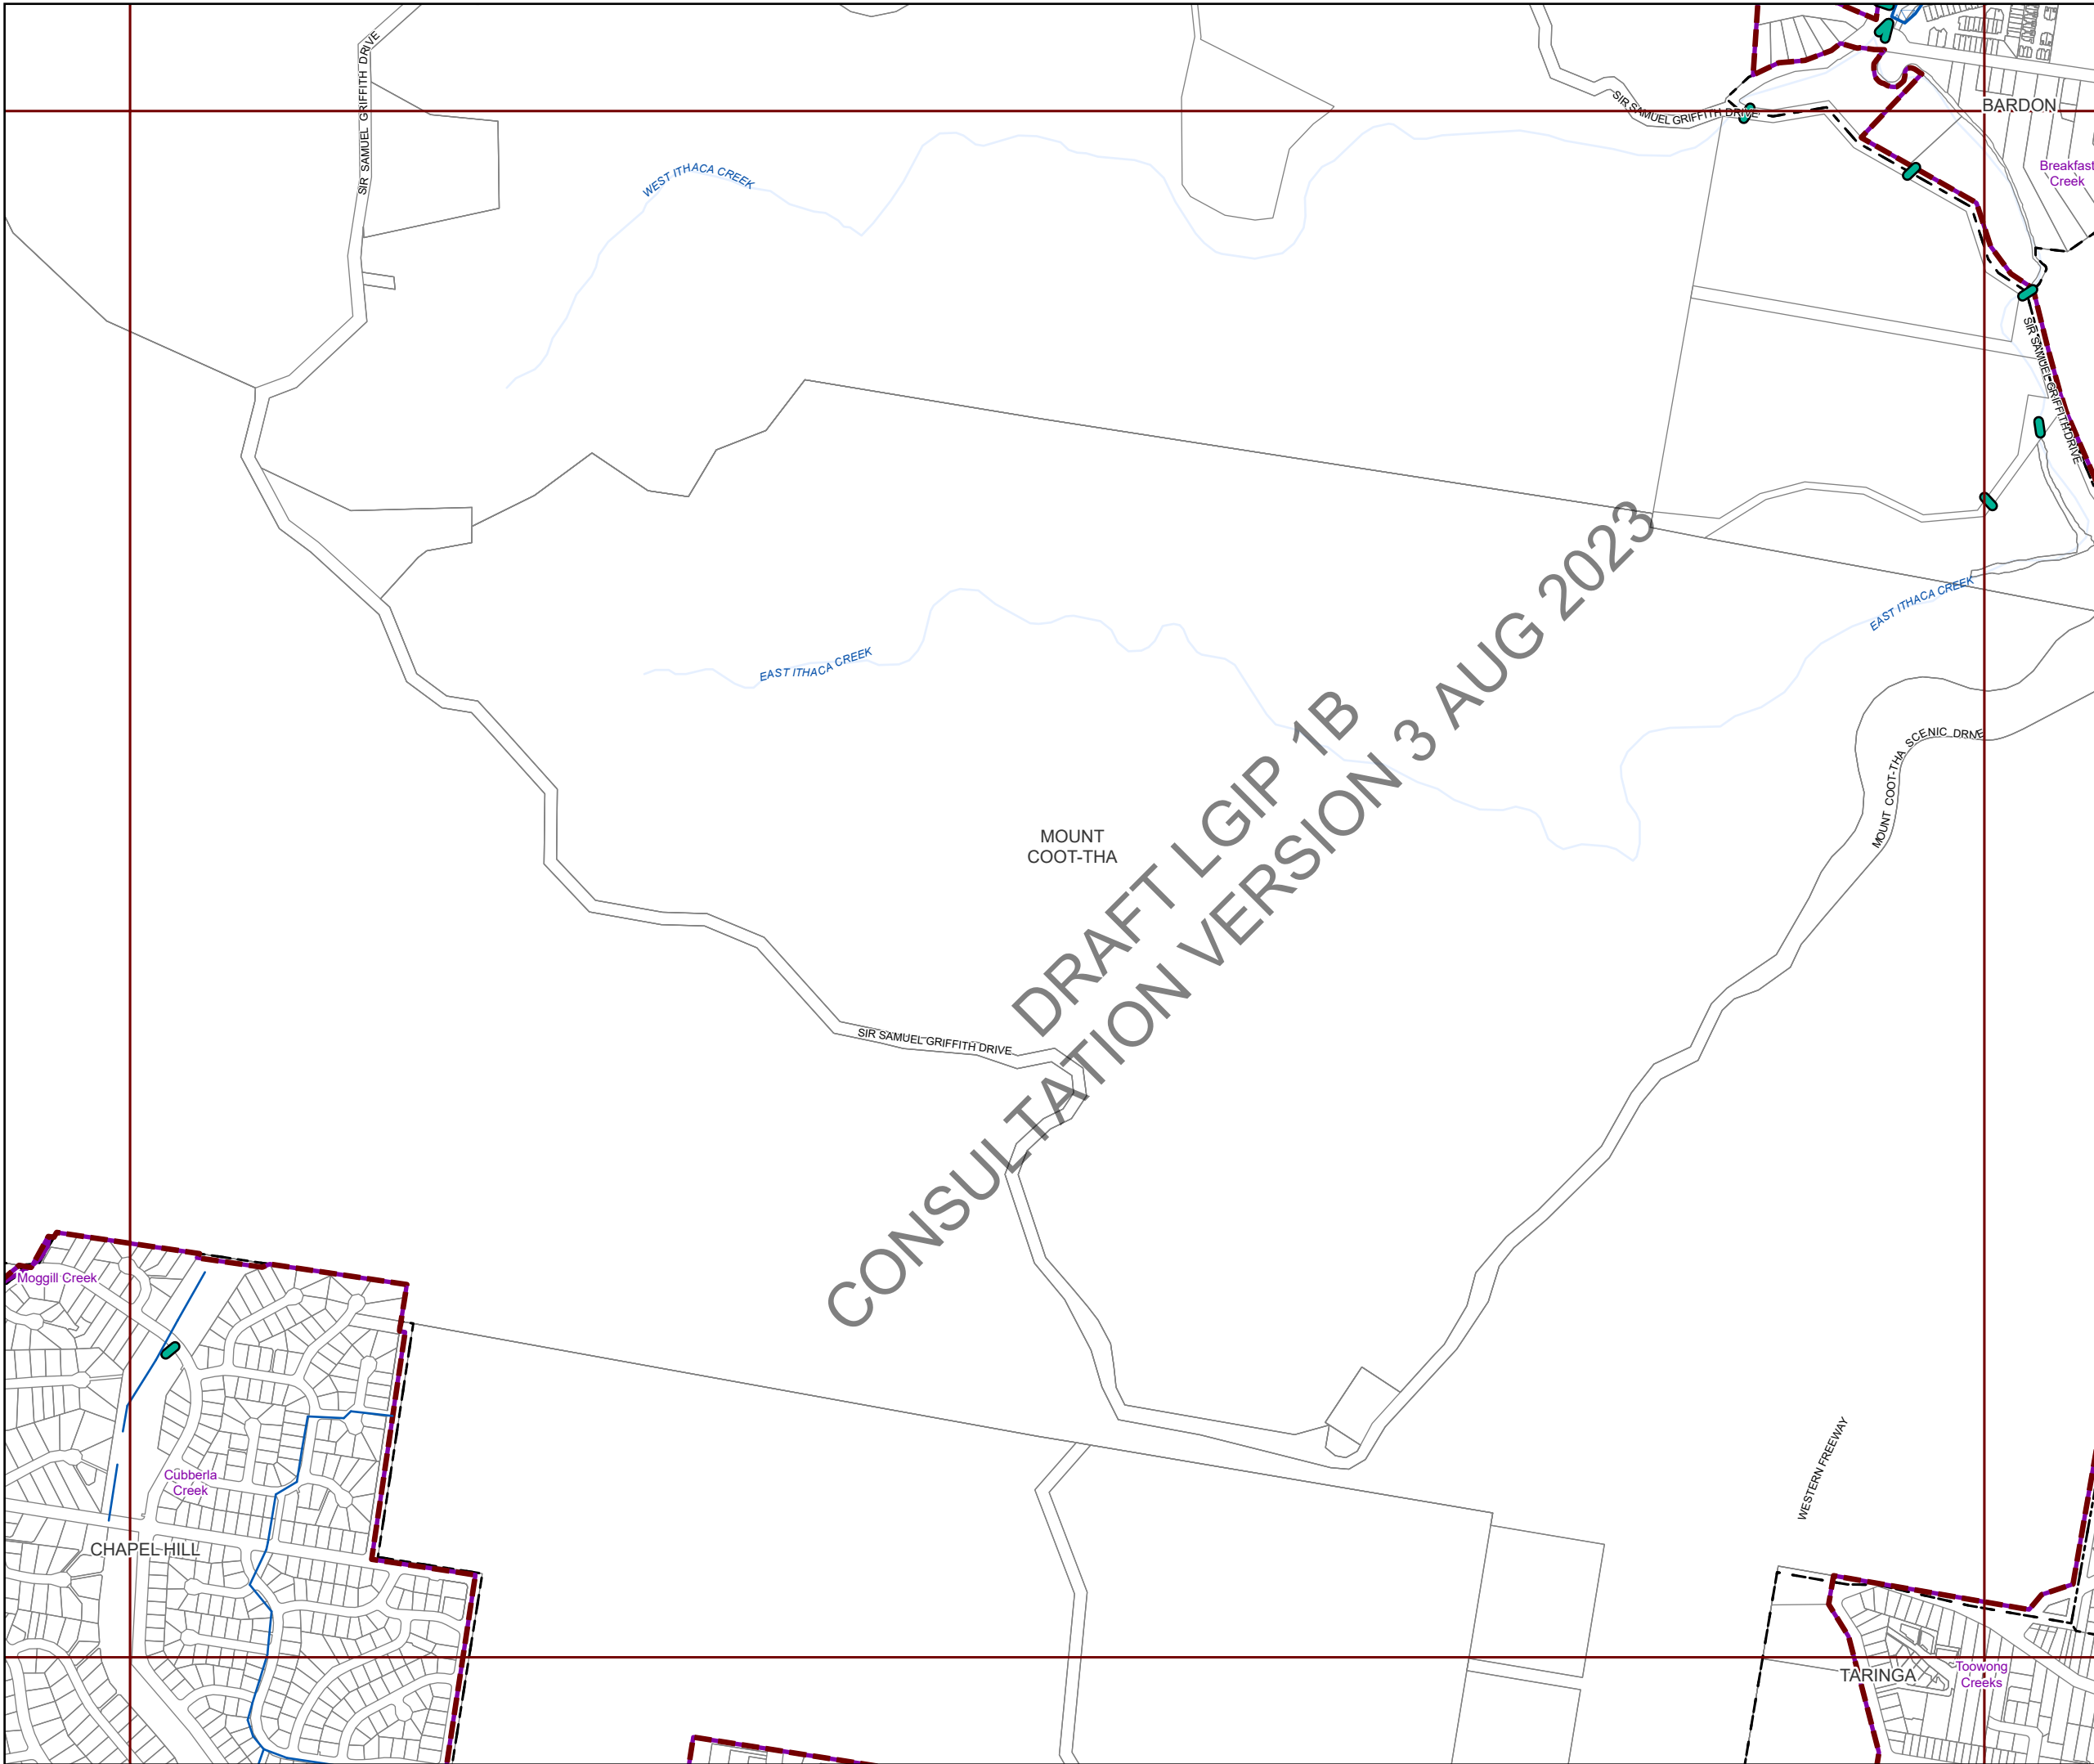 SIR SAMUEL GRIFFITH DRIVE
SIR SAMUEL GRIFFITH DRIVE
BARDON
Breakfast
Creek
WEST ITHACA CREEK
SIR SAMUEL GRIFFITH DRIVE
EAST ITHACA CREEK
EAST ITHACA CREEK
MOUNT COOT-THA SCENIC DRIVE
MOUNT
COOT-THA
DRAFT LGIP 1B
CONSULTATION VERSION 3 AUG 2023
SIR SAMUEL GRIFFITH DRIVE
Moggill Creek
Cubberla
Creek
CHAPEL HILL
WESTERN FREEWAY
TARINGA
Toowong
Creeks